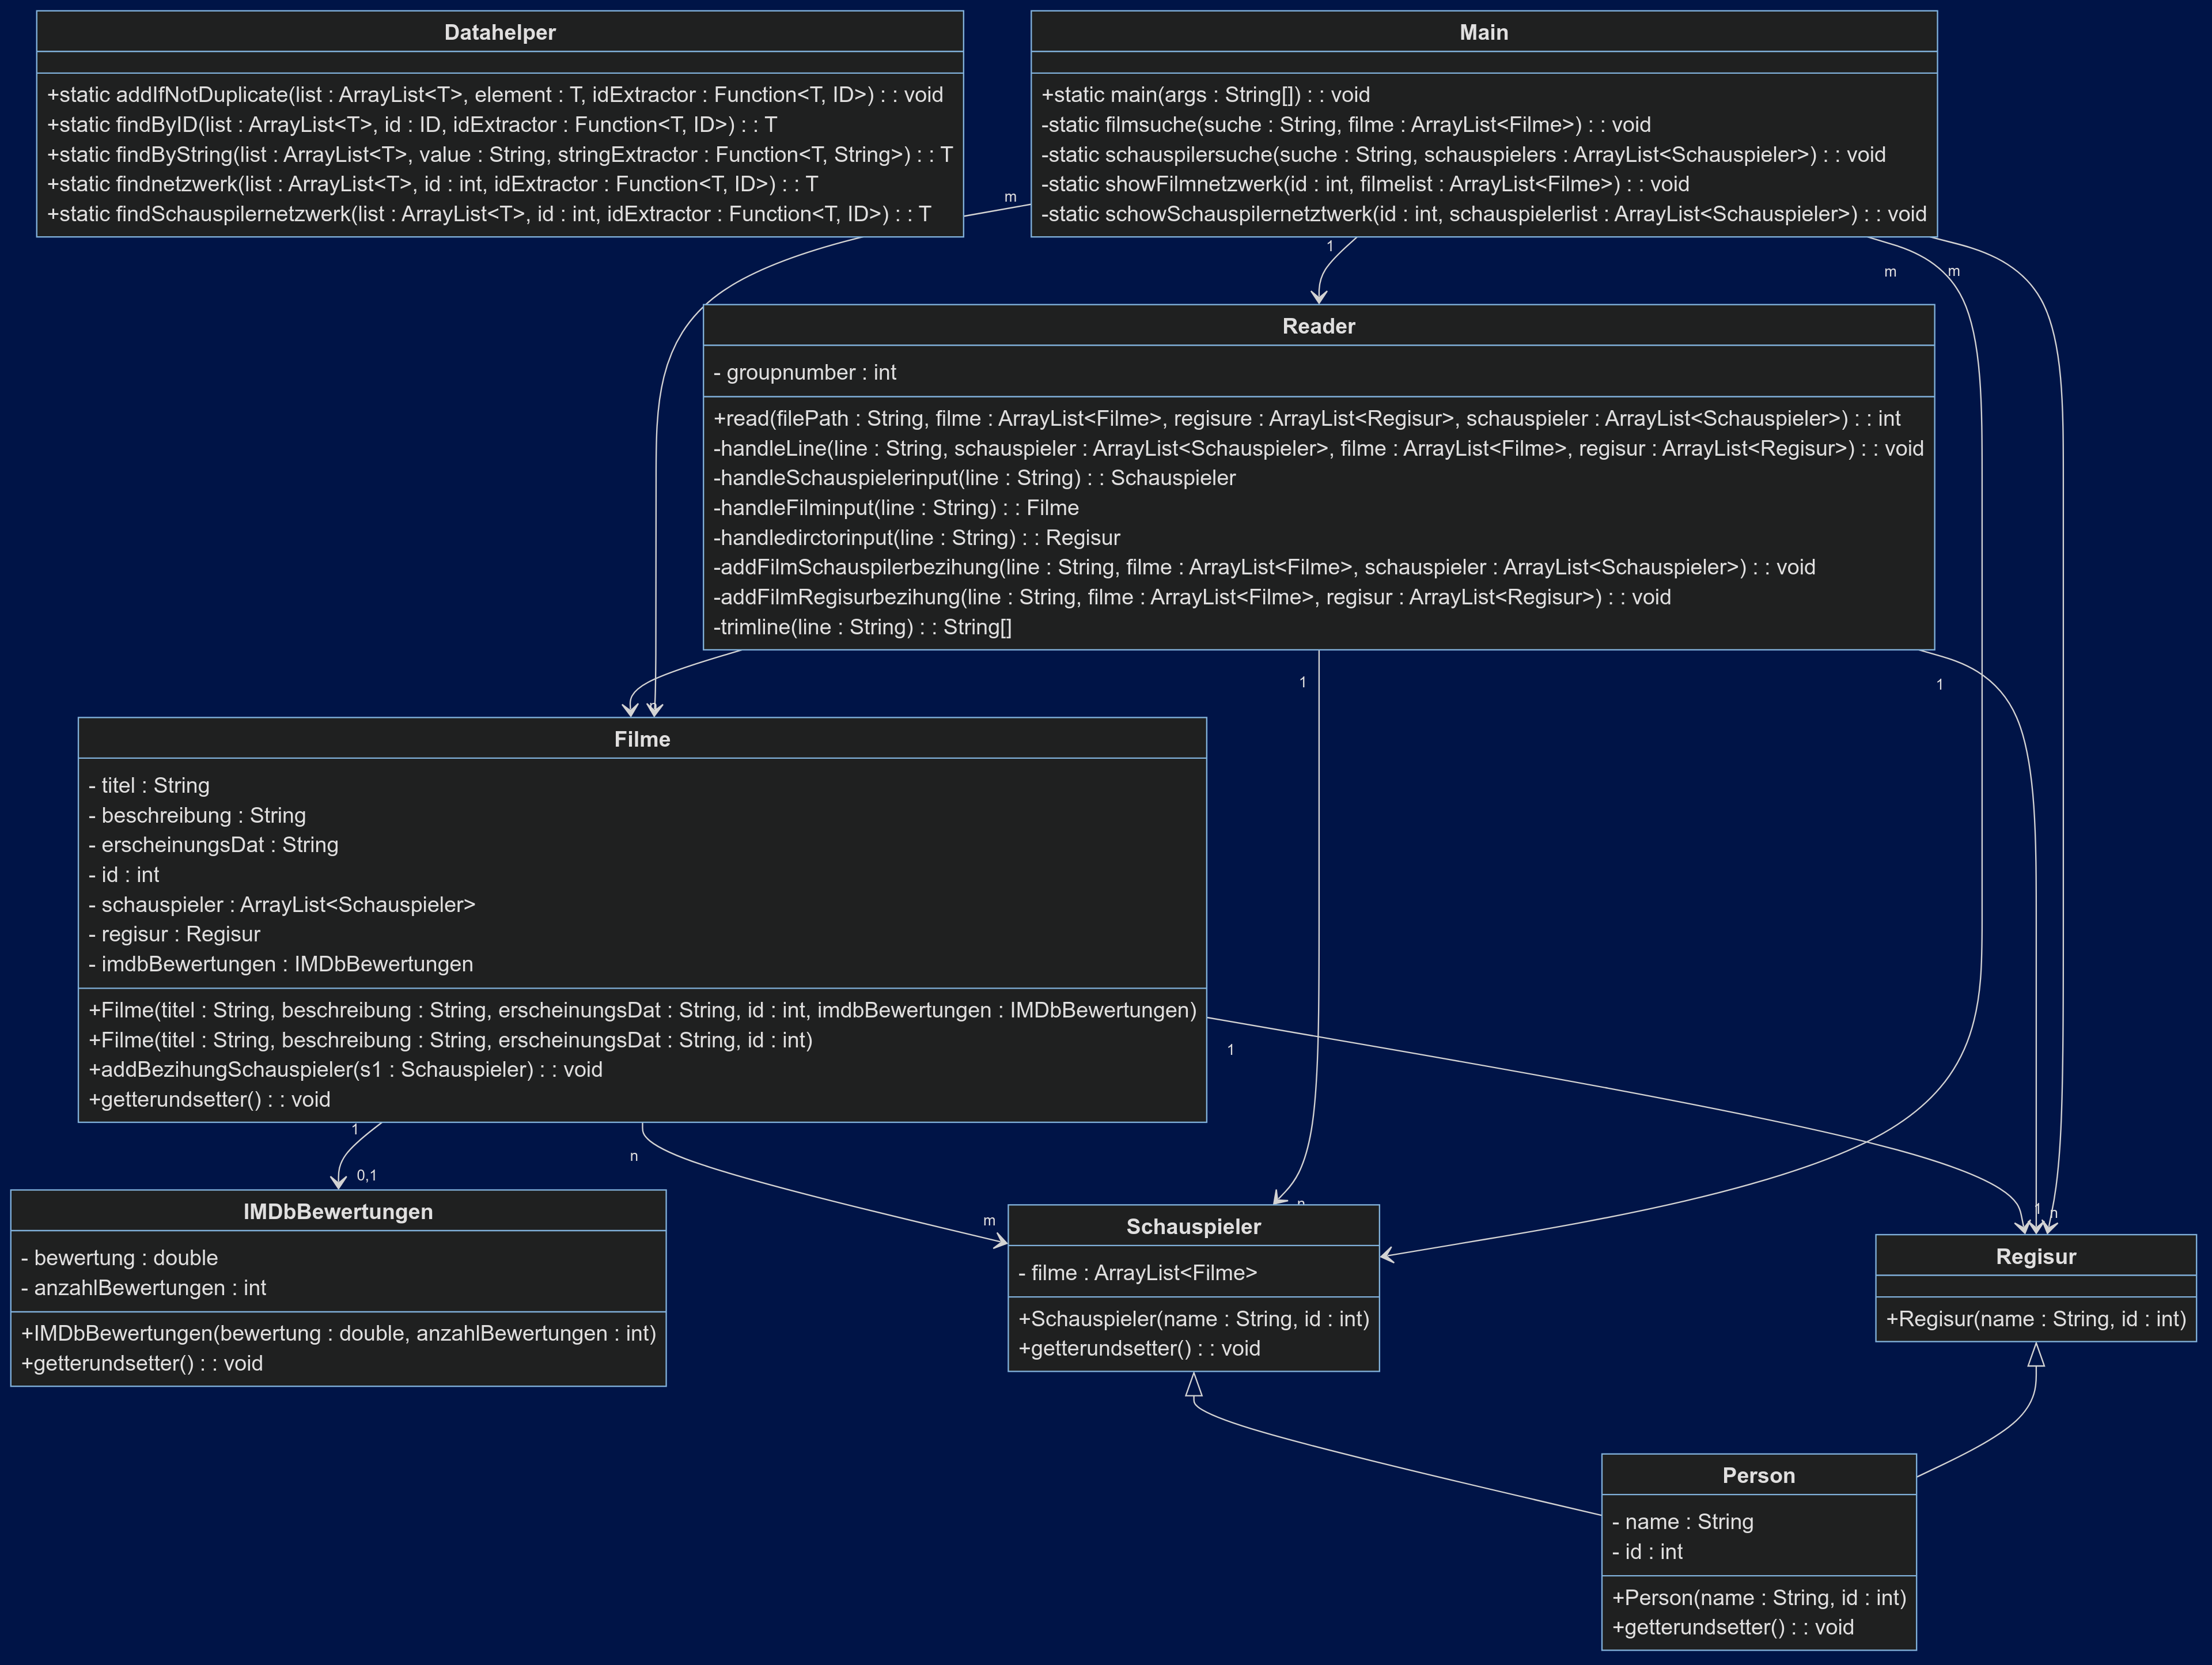 Datahelper
+static addIfNotDuplicate(list : ArrayList<T>, element : T, idExtractor : Function<T, ID>) : : void
+static findByID(list : ArrayList<T>, id : ID, idExtractor : Function<T, ID>) : : T
+static findByString(list : ArrayList<T>, value : String, stringExtractor : Function<T, String>) : : T
+static findnetzwerk(list : ArrayList<T>, id : int, idExtractor : Function<T, ID>) : : T
+static findSchauspilernetzwerk(list : ArrayList<T>, id : int, idExtractor : Function<T, ID>) : : T
Main
+static main(args : String[]) : : void
-static filmsuche(suche : String, filme : ArrayList<Filme>) : : void
-static schauspilersuche(suche : String, schauspielers : ArrayList<Schauspieler>) : : void
-static showFilmnetzwerk(id : int, filmelist : ArrayList<Filme>) : : void
-static schowSchauspilernetztwerk(id : int, schauspielerlist : ArrayList<Schauspieler>) : : void
m
1
m
m
Reader
- groupnumber : int
+read(filePath : String, filme : ArrayList<Filme>, regisure : ArrayList<Regisur>, schauspieler : ArrayList<Schauspieler>) : : int
-handleLine(line : String, schauspieler : ArrayList<Schauspieler>, filme : ArrayList<Filme>, regisur : ArrayList<Regisur>) : : void
-handleSchauspielerinput(line : String) : : Schauspieler
-handleFilminput(line : String) : : Filme
-handledirctorinput(line : String) : : Regisur
-addFilmSchauspilerbezihung(line : String, filme : ArrayList<Filme>, schauspieler : ArrayList<Schauspieler>) : : void
-addFilmRegisurbezihung(line : String, filme : ArrayList<Filme>, regisur : ArrayList<Regisur>) : : void
-trimline(line : String) : : String[]
1
1
Filme
- titel : String
- beschreibung : String
- erscheinungsDat : String
- id : int
- schauspieler : ArrayList<Schauspieler>
- regisur : Regisur
- imdbBewertungen : IMDbBewertungen
+Filme(titel : String, beschreibung : String, erscheinungsDat : String, id : int, imdbBewertungen : IMDbBewertungen)
+Filme(titel : String, beschreibung : String, erscheinungsDat : String, id : int)
+addBezihungSchauspieler(s1 : Schauspieler) : : void
+getterundsetter() : : void
1
1
n
0,1
m
n
1
n
IMDbBewertungen
- bewertung : double
- anzahlBewertungen : int
+IMDbBewertungen(bewertung : double, anzahlBewertungen : int)
+getterundsetter() : : void
Schauspieler
- filme : ArrayList<Filme>
+Schauspieler(name : String, id : int)
+getterundsetter() : : void
Regisur
+Regisur(name : String, id : int)
Person
- name : String
- id : int
+Person(name : String, id : int)
+getterundsetter() : : void